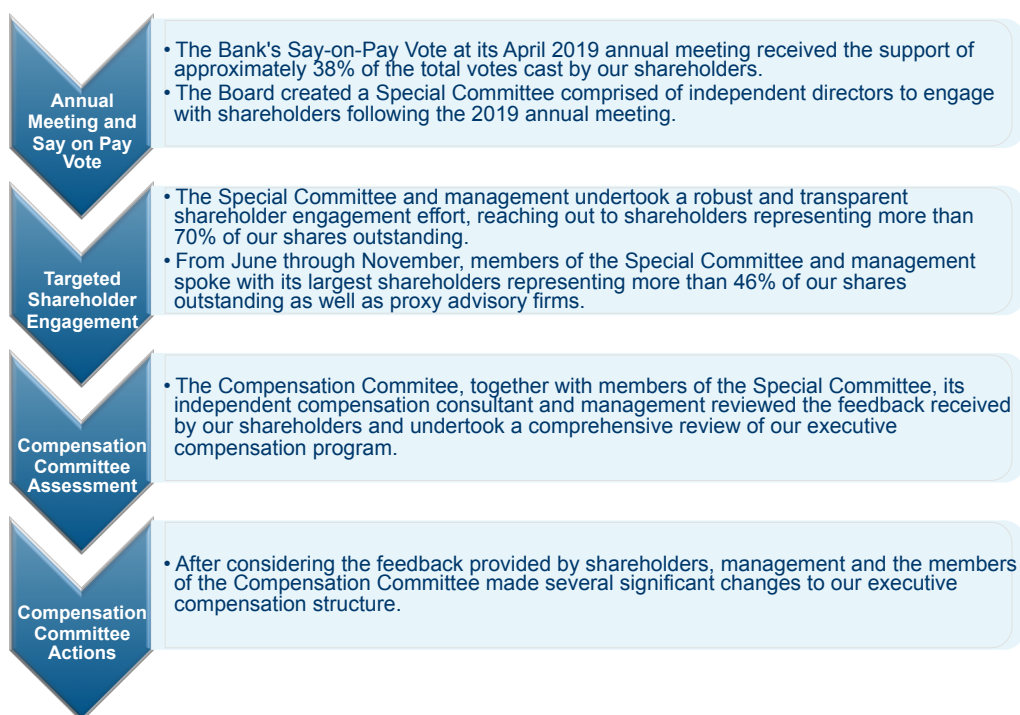 Annual
Meeting and
Say on Pay
Vote
• The Bank's Say-on-Pay Vote at its April 2019 annual meeting received the support of
approximately 38% of the total votes cast by our shareholders.
• The Board created a Special Committee comprised of independent directors to engage
with shareholders following the 2019 annual meeting.
Targeted
Shareholder
Engagement
• The Special Committee and management undertook a robust and transparent
shareholder engagement effort, reaching out to shareholders representing more than
70% of our shares outstanding.
• From June through November, members of the Special Committee and management
spoke with its largest shareholders representing more than 46% of our shares
outstanding as well as proxy advisory firms.
Compensation
Committee
Assessment
• The Compensation Commitee, together with members of the Special Committee, its
independent compensation consultant and management reviewed the feedback received
by our shareholders and undertook a comprehensive review of our executive
compensation program.
Compensation
Committee
Actions
• After considering the feedback provided by shareholders, management and the members
of the Compensation Committee made several significant changes to our executive
compensation structure.